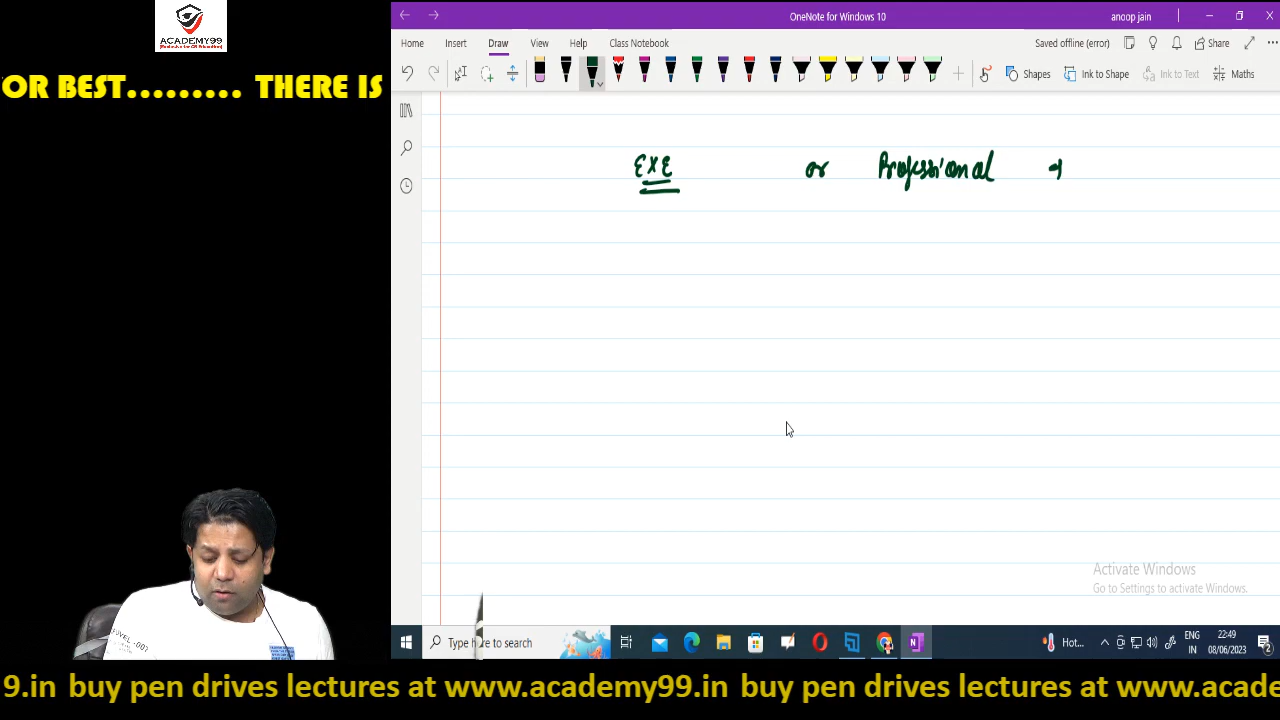 OneNote for Windows 10
anoop jain
ACADEMY99
OR BEST......... THERE IS
Home Insert Draw View Help Class Notebook
Saved offline (error) Share
Shapes Ink to Shape Ink to Text Maths
EXE or Professional
Activate Windows
Go to Settings to activate Windows.
Type here to search
Hot... ENG IN 22:49 08/06/2023 2
9.in buy pen drives lectures at www.academy99.in buy pen drives lectures at www.acade